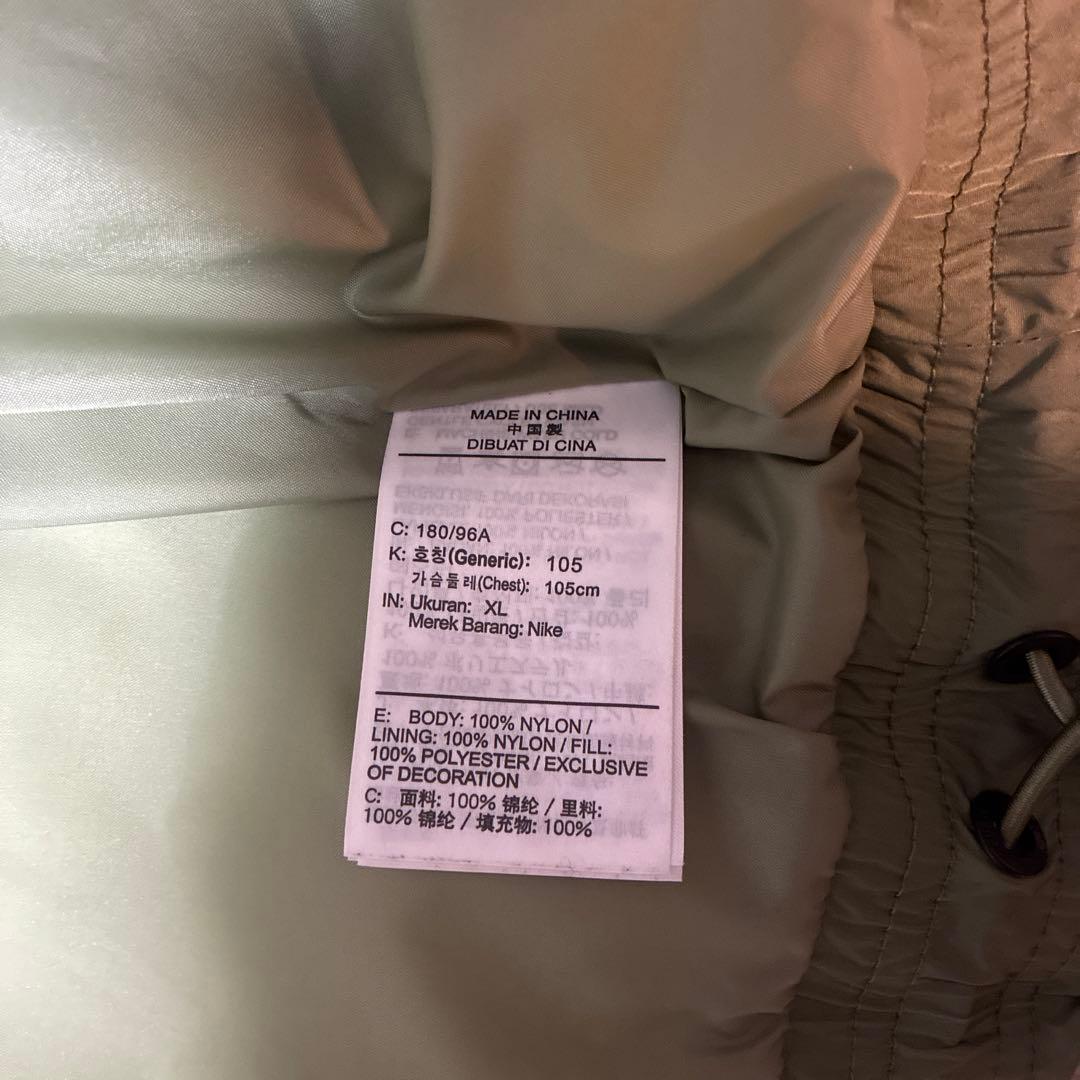 MADE IN CHINA
中国製
DIBUAT DI CINA
C: 180/96A
K: 호칭(Generic): 105
가슴둘레(Chest): 105cm
IN: Ukuran: XL
Merek Barang: Nike
E: BODY: 100% NYLON /
LINING: 100% NYLON / FILL:
100% POLYESTER / EXCLUSIVE
OF DECORATION
C: 面料: 100% 锦纶 / 里料:
100% 锦纶 / 填充物: 100%